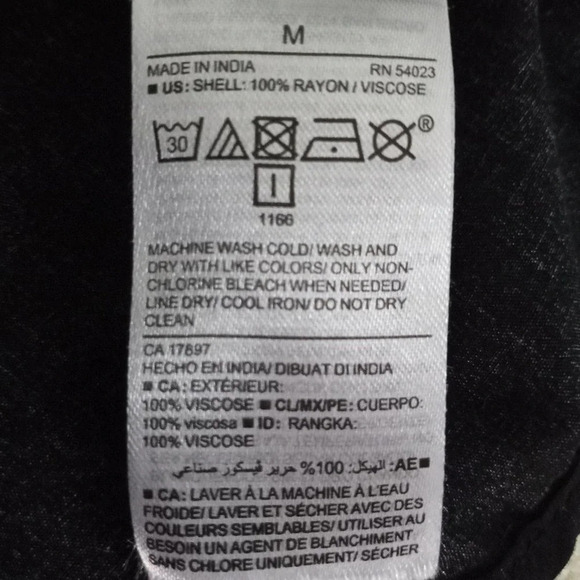 M
MADE IN INDIA RN 54023
■ US: SHELL: 100% RAYON / VISCOSE
30
®
1166
MACHINE WASH COLD/ WASH AND
DRY WITH LIKE COLORS/ ONLY NON-
CHLORINE BLEACH WHEN NEEDED/
LINE DRY/ COOL IRON/ DO NOT DRY
CLEAN
CA 17897
HECHO EN INDIA/ DIBUAT DI INDIA
■ CA: EXTÉRIEUR:
100% VISCOSE ■ CL/MX/PE: CUERPO:
100% viscosa ■ ID: RANGKA:
100% VISCOSE
■AE: الهيكل: 100% حرير فيسكوز صناعي
■ CA: LAVER À LA MACHINE À L'EAU
FROIDE/ LAVER ET SÉCHER AVEC DES
COULEURS SEMBLABLES/ UTILISER AU
BESOIN UN AGENT DE BLANCHIMENT
SANS CHLORE UNIQUEMENT/ SÉCHER